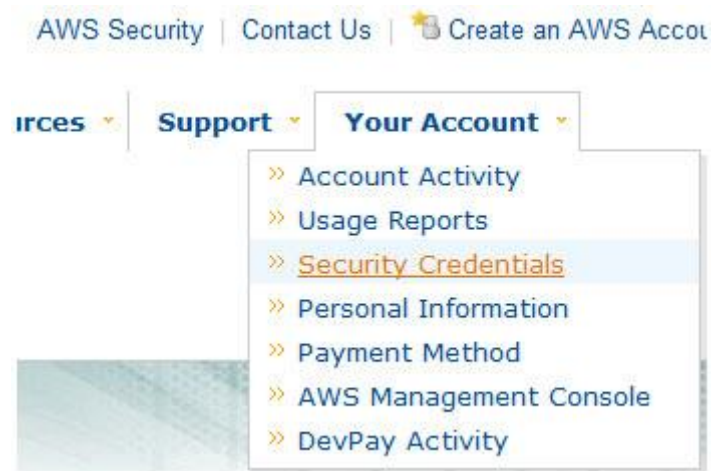 AWS Security | Contact Us | Create an AWS Accou
urces Support Your Account
» Account Activity
» Usage Reports
» Security Credentials
» Personal Information
» Payment Method
» AWS Management Console
» DevPay Activity